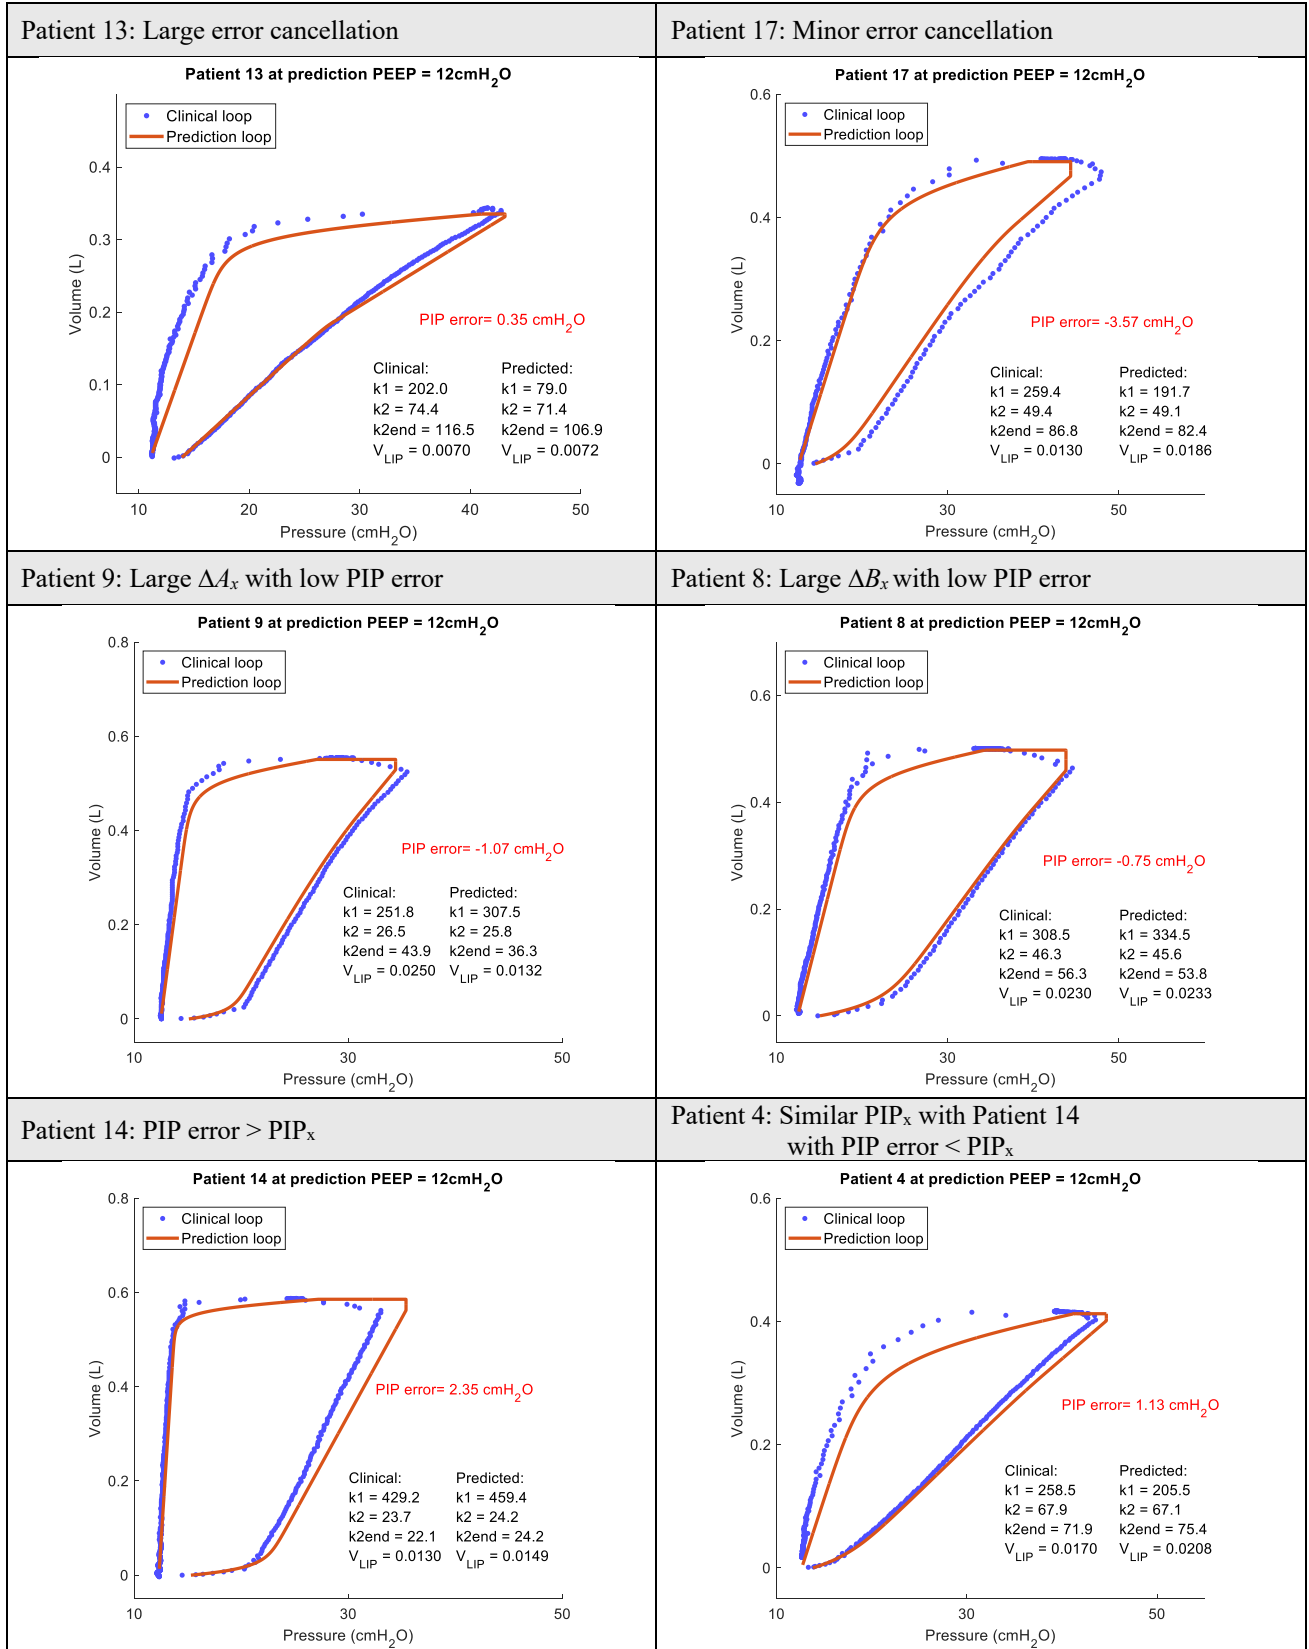 Patient 13: Large error cancellation
Patient 13 at prediction PEEP = 12cmH2O
Clinical loop
Prediction loop
0.4
0.3
0.2
0.1
0
Volume (L)
PIP error= 0.35 cmH2O
Clinical: Predicted:
k1 = 202.0 k1 = 79.0
k2 = 74.4 k2 = 71.4
k2end = 116.5 k2end = 106.9
VLIP = 0.0070 VLIP = 0.0072
10 20 30 40 50
Pressure (cmH2O)
Patient 17: Minor error cancellation
Patient 17 at prediction PEEP = 12cmH2O
Clinical loop
Prediction loop
0.6
0.4
0.2
0
Volume (L)
PIP error= -3.57 cmH2O
Clinical: Predicted:
k1 = 259.4 k1 = 191.7
k2 = 49.4 k2 = 49.1
k2end = 86.8 k2end = 82.4
VLIP = 0.0130 VLIP = 0.0186
10 30 50
Pressure (cmH2O)
Patient 9: Large ΔAx with low PIP error
Patient 9 at prediction PEEP = 12cmH2O
Clinical loop
Prediction loop
0.8
0.6
0.4
0.2
0
Volume (L)
PIP error= -1.07 cmH2O
Clinical: Predicted:
k1 = 251.8 k1 = 307.5
k2 = 26.5 k2 = 25.8
k2end = 43.9 k2end = 36.3
VLIP = 0.0250 VLIP = 0.0132
10 30 50
Pressure (cmH2O)
Patient 8: Large ΔBx with low PIP error
Patient 8 at prediction PEEP = 12cmH2O
Clinical loop
Prediction loop
0.6
0.4
0.2
0
Volume (L)
PIP error= -0.75 cmH2O
Clinical: Predicted:
k1 = 308.5 k1 = 334.5
k2 = 46.3 k2 = 45.6
k2end = 56.3 k2end = 53.8
VLIP = 0.0230 VLIP = 0.0233
10 30 50
Pressure (cmH2O)
Patient 14: PIP error > PIPx
Patient 14 at prediction PEEP = 12cmH2O
Clinical loop
Prediction loop
0.8
0.6
0.4
0.2
0
Volume (L)
PIP error= 2.35 cmH2O
Clinical: Predicted:
k1 = 429.2 k1 = 459.4
k2 = 23.7 k2 = 24.2
k2end = 22.1 k2end = 24.2
VLIP = 0.0130 VLIP = 0.0149
10 30 50
Pressure (cmH2O)
Patient 4: Similar PIPx with Patient 14
with PIP error < PIPx
Patient 4 at prediction PEEP = 12cmH2O
Clinical loop
Prediction loop
0.6
0.4
0.2
0
Volume (L)
PIP error= 1.13 cmH2O
Clinical: Predicted:
k1 = 258.5 k1 = 205.5
k2 = 67.9 k2 = 67.1
k2end = 71.9 k2end = 75.4
VLIP = 0.0170 VLIP = 0.0208
10 30 50
Pressure (cmH2O)